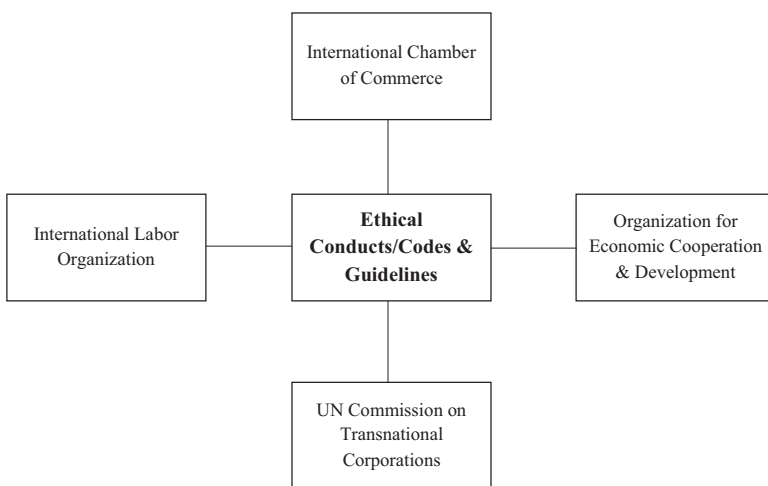 International Chamber
of Commerce
International Labor
Organization
Ethical
Conducts/Codes &
Guidelines
Organization for
Economic Cooperation
& Development
UN Commission on
Transnational
Corporations